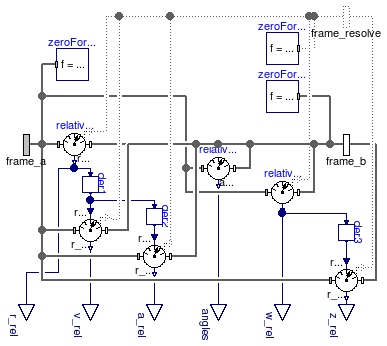 zeroFor...
zeroFor...
frame_resolve
f = ...
f = ...
zeroFor...
f = ...
relativ...
relativ...
frame_a
frame_b
r...
a...
relativ...
der1
r...
der2
r_...
r...
der3
r_...
r...
r_...
r_rel
v_rel
a_rel
angles
w_rel
z_rel